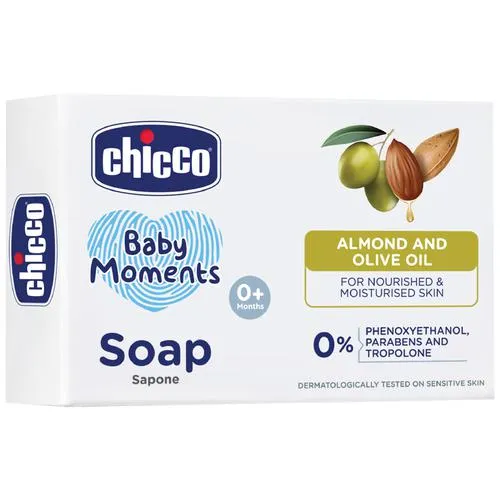 chicco
chicco
Baby
Moments
0+
Months
Soap
Sapone
ALMOND AND
OLIVE OIL
FOR NOURISHED &
MOISTURISED SKIN
0%
PHENOXYETHANOL,
PARABENS AND
TROPOLONE
DERMATOLOGICALLY TESTED ON SENSITIVE SKIN